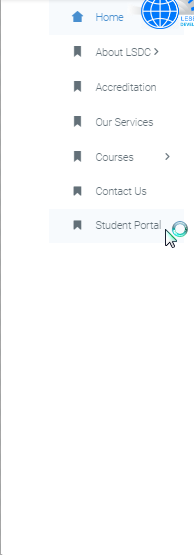 Home
About LSDC
Accreditation
Our Services
Courses
Contact Us
Student Portal